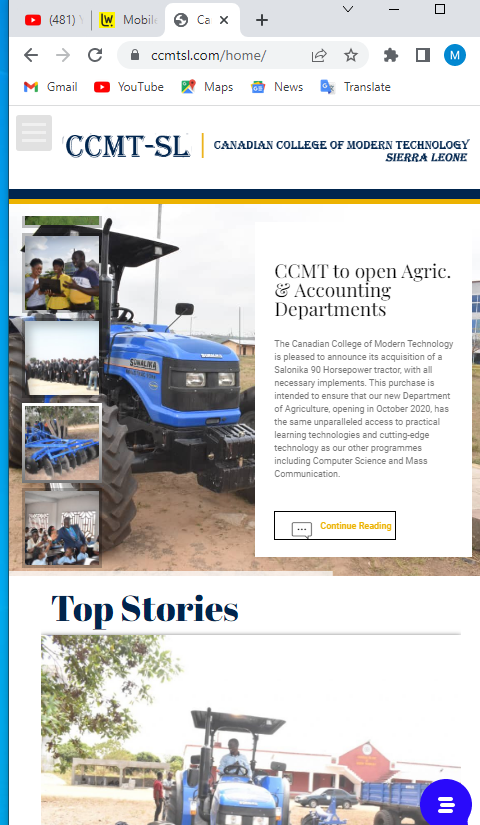 (481)
Mobile
Ca
ccmtsl.com/home/
M
Gmail
YouTube
Maps
News
Translate
CCMT-SL
CANADIAN COLLEGE OF MODERN TECHNOLOGY
SIERRA LEONE
CCMT to open Agric.
& Accounting
Departments
The Canadian College of Modern Technology
is pleased to announce its acquisition of a
Salonika 90 Horsepower tractor, with all
necessary implements. This purchase is
intended to ensure that our new Department
of Agriculture, opening in October 2020, has
the same unparalleled access to practical
learning technologies and cutting-edge
technology as our other programmes
including Computer Science and Mass
Communication.
Continue Reading
SONALIKA
Top Stories